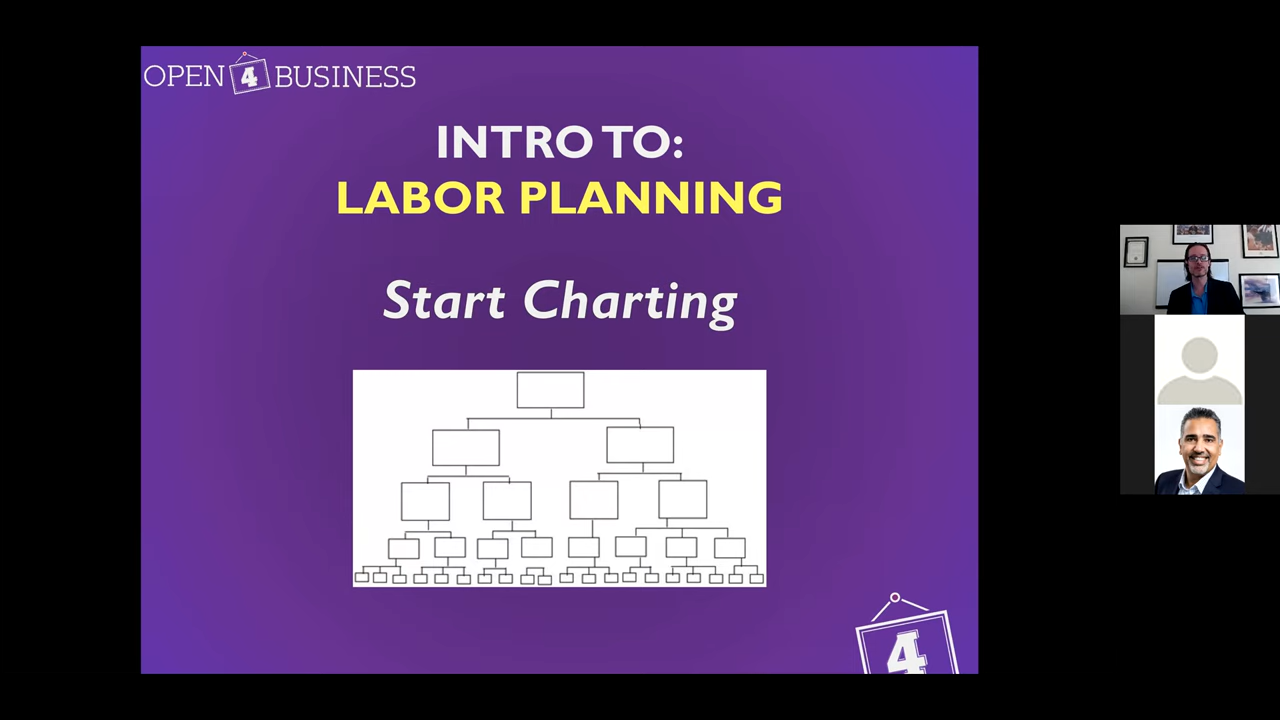 OPEN 4 BUSINESS
INTRO TO:
LABOR PLANNING
Start Charting
4